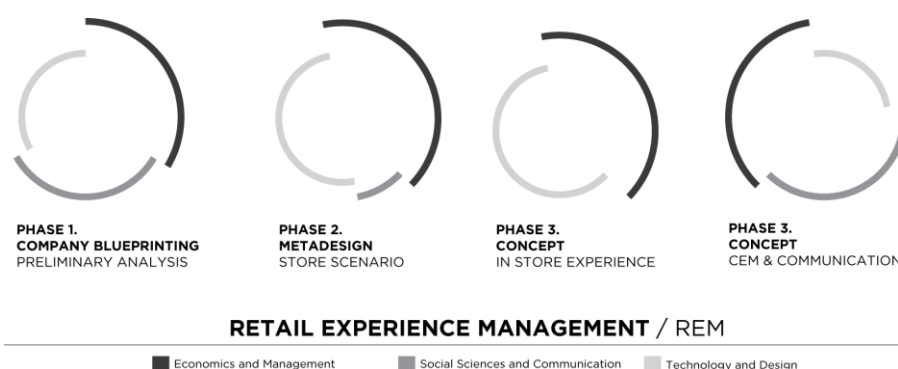 PHASE 1.
COMPANY BLUEPRINTING
PRELIMINARY ANALYSIS
PHASE 2.
METADESIGN
STORE SCENARIO
PHASE 3.
CONCEPT
IN STORE EXPERIENCE
PHASE 3.
CONCEPT
CEM & COMMUNICATION
RETAIL EXPERIENCE MANAGEMENT / REM
Economics and Management
Social Sciences and Communication
Technology and Design